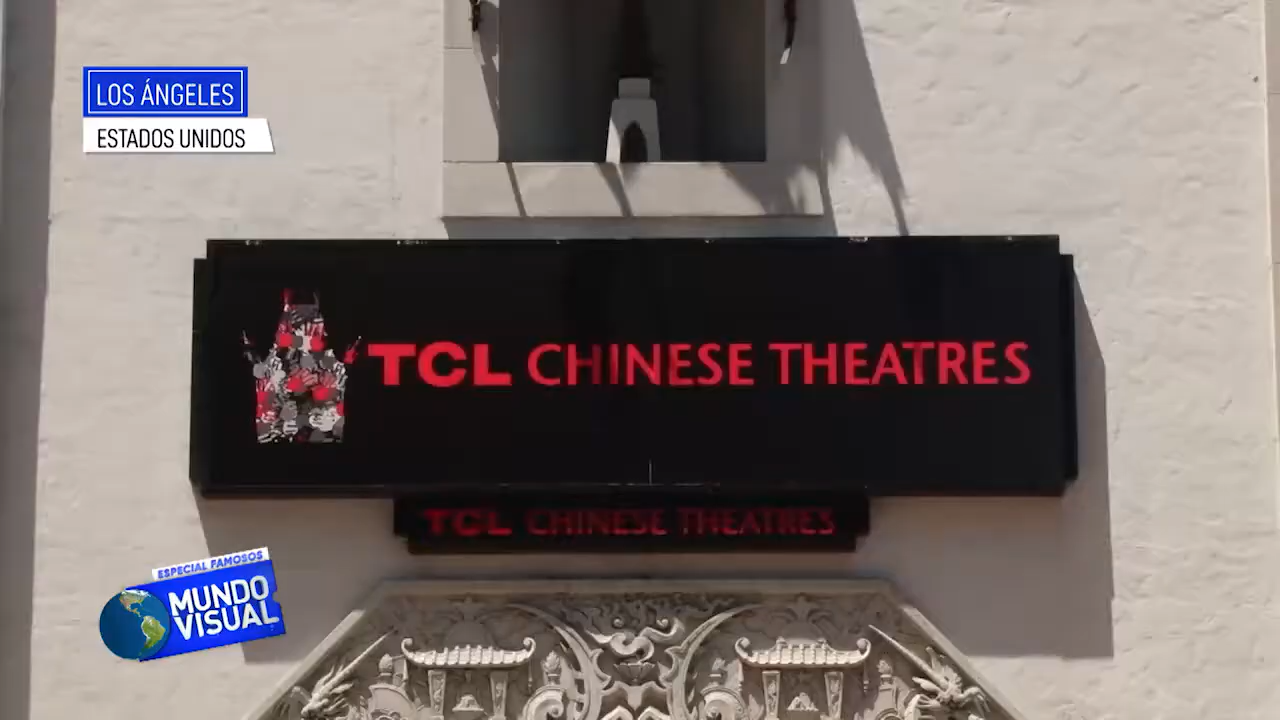 LOS ÁNGELES
ESTADOS UNIDOS
TCL CHINESE THEATRES
TCL CHINESE THEATRES
ESPECIAL FAMOSOS
MUNDO
VISUAL